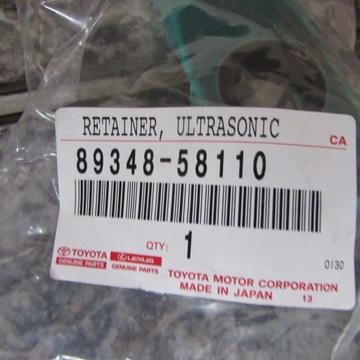 RETAINER, ULTRASONIC
CA
89348-58110
QTY: 1
0130
TOYOTA LEXUS
GENUINE PARTS GENUINE PARTS
TOYOTA MOTOR CORPORATION
MADE IN JAPAN 13